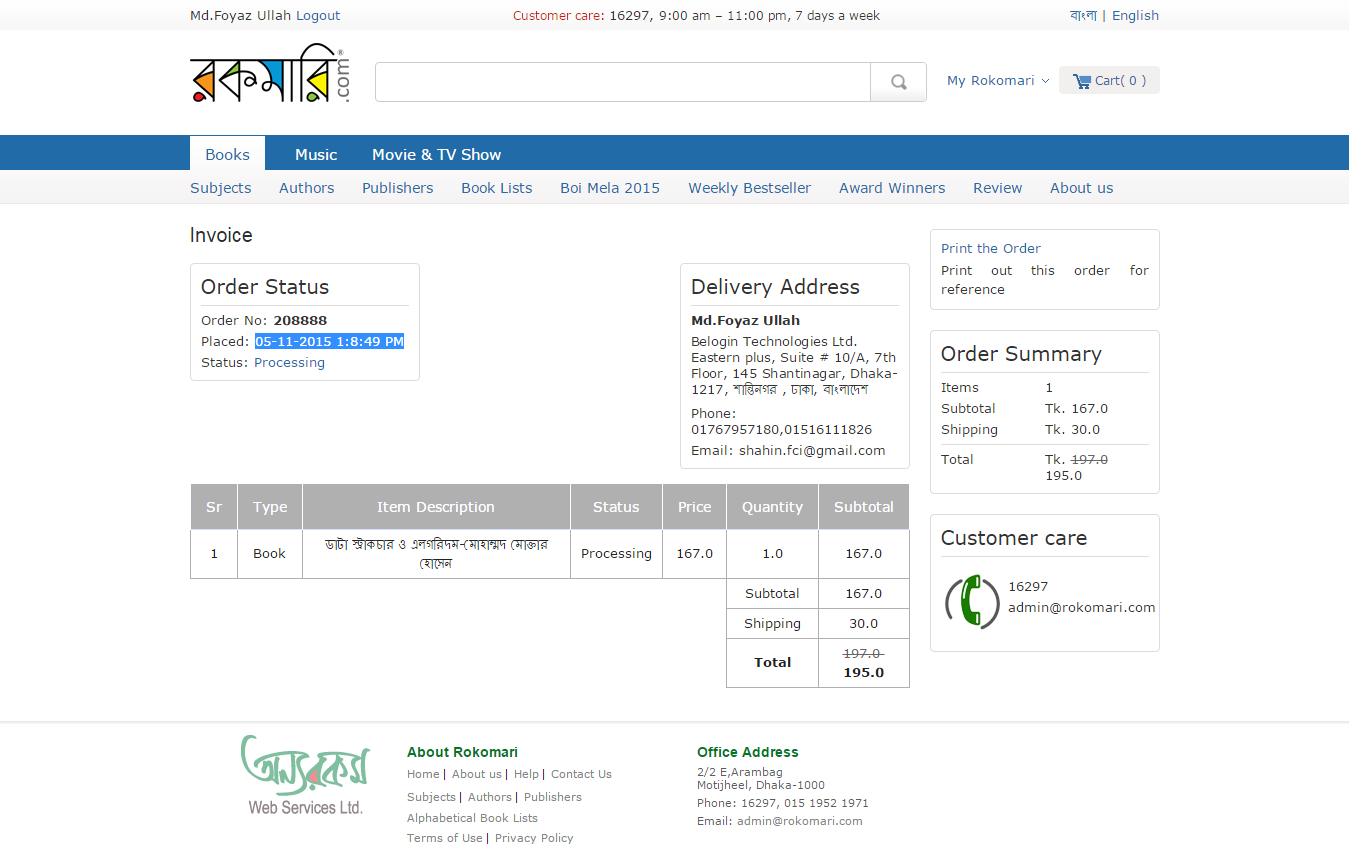 Md.Foyaz Ullah Logout
Customer care: 16297, 9:00 am – 11:00 pm, 7 days a week
বাংলা | English
রকমারি® .com
My Rokomari
Cart( 0 )
Books Music Movie & TV Show
Subjects Authors Publishers Book Lists Boi Mela 2015 Weekly Bestseller Award Winners Review About us
Invoice
Order Status
Order No: 208888
Placed: 05-11-2015 1:8:49 PM
Status: Processing
Delivery Address
Md.Foyaz Ullah
Belogin Technologies Ltd.
Eastern plus, Suite # 10/A, 7th
Floor, 145 Shantinagar, Dhaka-
1217, শান্তিনগর , ঢাকা, বাংলাদেশ
Phone:
01767957180,01516111826
Email: shahin.fci@gmail.com
Print the Order
Print out this order for
reference
Order Summary
Items 1
Subtotal Tk. 167.0
Shipping Tk. 30.0
Total Tk. 197.0
195.0
Customer care
16297
admin@rokomari.com
Sr Type Item Description Status Price Quantity Subtotal
1 Book ডাটা স্ট্রাকচার ও এলগরিদম-মোহাম্মদ মোক্তার
হোসেন
Processing 167.0 1.0 167.0
Subtotal 167.0
Shipping 30.0
Total 197.0
195.0
অন্যরকম
Web Services Ltd.
About Rokomari
Home | About us | Help | Contact Us
Subjects | Authors | Publishers
Alphabetical Book Lists
Terms of Use | Privacy Policy
Office Address
2/2 E,Arambag
Motijheel, Dhaka-1000
Phone: 16297, 015 1952 1971
Email: admin@rokomari.com